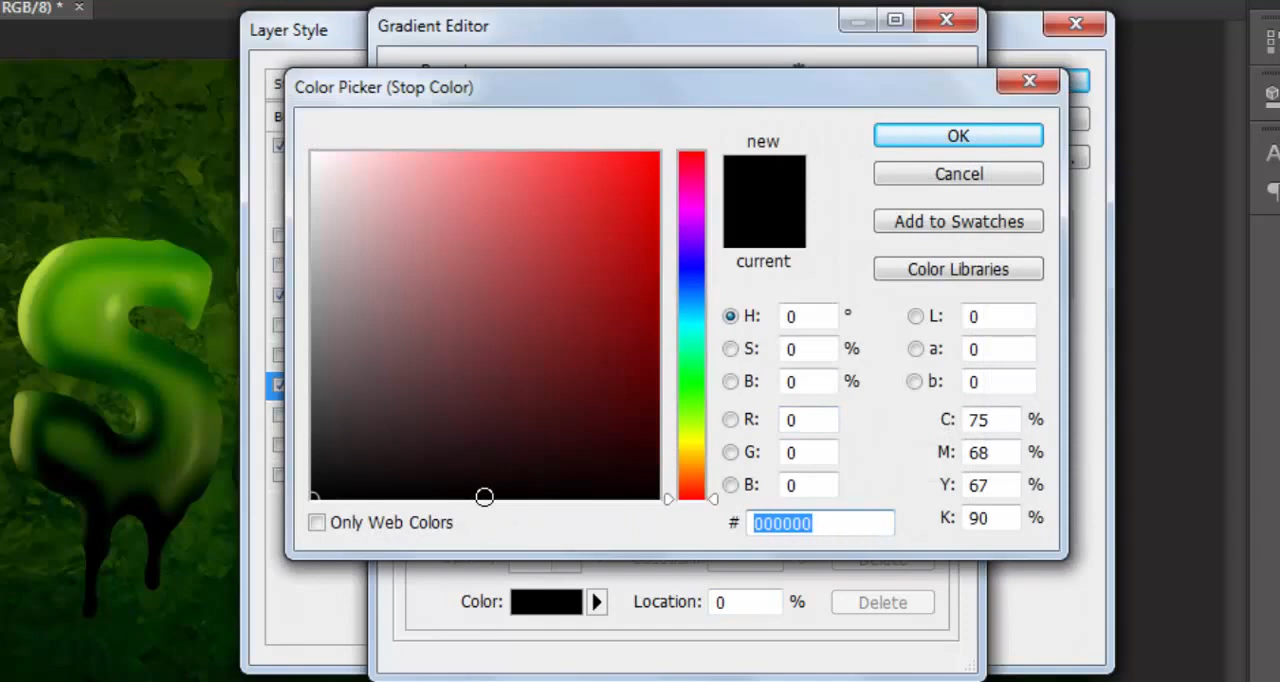 RGB/8) * ×
Layer Style
Gradient Editor
Color Picker (Stop Color)
new
current
OK
Cancel
Add to Swatches
Color Libraries
H: 0 °
S: 0 %
B: 0 %
R: 0
G: 0
B: 0
L: 0
a: 0
b: 0
C: 75 %
M: 68 %
Y: 67 %
K: 90 %
Only Web Colors
# 000000
Color:
Location: 0 %
Delete
S